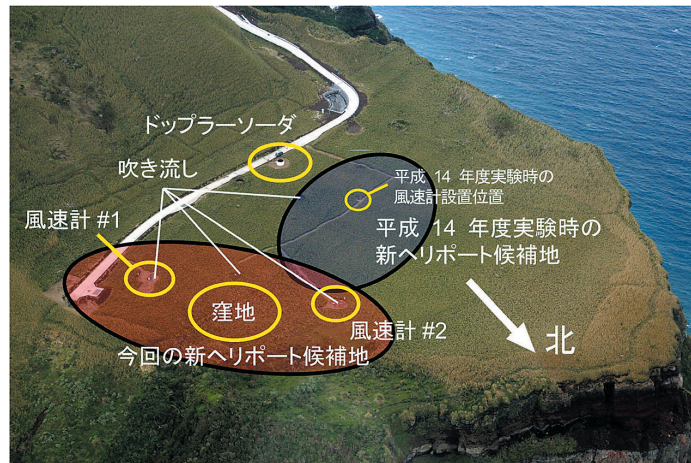 ドップラーソーダ
吹き流し
平成 14 年度実験時の
風速計設置位置
風速計 #1
平成 14 年度実験時の
新ヘリポート候補地
窪地
風速計 #2
北
今回の新ヘリポート候補地